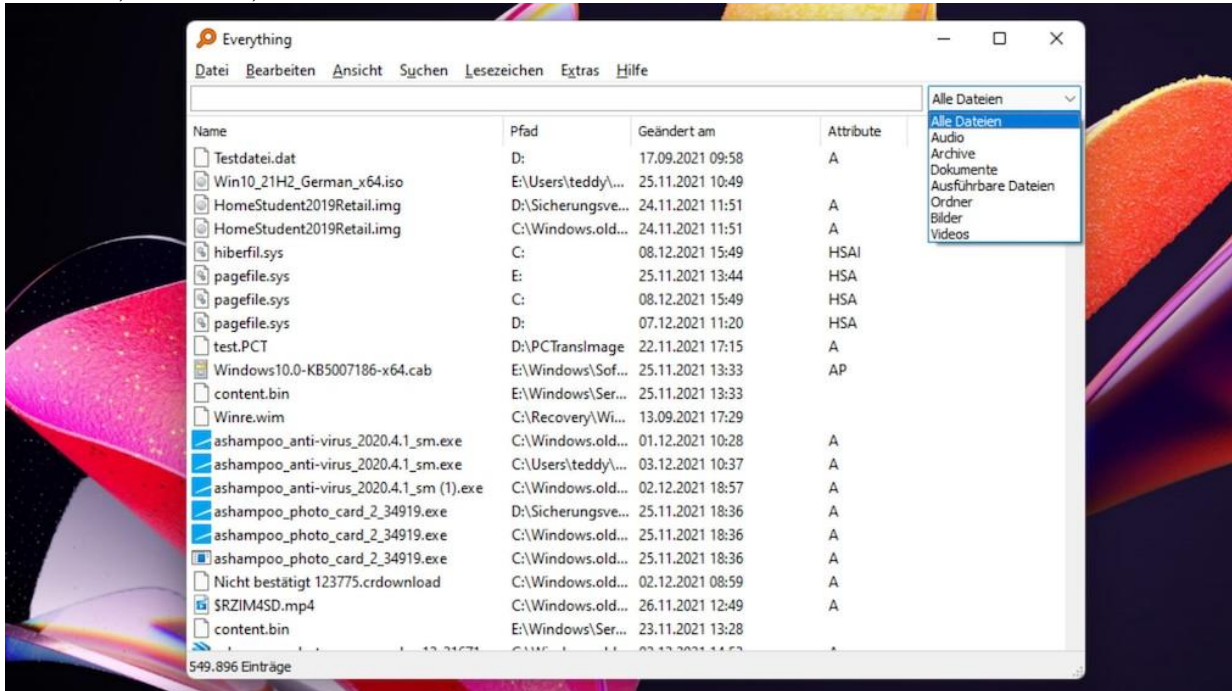 Everything
Datei Bearbeiten Ansicht Suchen Lesezeichen Extras Hilfe
Alle Dateien
Name Pfad Geändert am Attribute
Alle Dateien
Audio
Archive
Dokumente
Ausführbare Dateien
Ordner
Bilder
Videos
Testdatei.dat D: 17.09.2021 09:58 A
Win10_21H2_German_x64.iso E:\Users\teddy\... 25.11.2021 10:49
HomeStudent2019Retail.img D:\Sicherungsve... 24.11.2021 11:51 A
HomeStudent2019Retail.img C:\Windows.old... 24.11.2021 11:51 A
hiberfil.sys C: 08.12.2021 15:49 HSAI
pagefile.sys E: 25.11.2021 13:44 HSA
pagefile.sys C: 08.12.2021 15:49 HSA
pagefile.sys D: 07.12.2021 11:20 HSA
test.PCT D:\PCTransImage 22.11.2021 17:15 A
Windows10.0-KB5007186-x64.cab E:\Windows\Sof... 25.11.2021 13:33 AP
content.bin E:\Windows\Ser... 25.11.2021 13:33
Winre.wim C:\Recovery\Wi... 13.09.2021 17:29
ashampoo_anti-virus_2020.4.1_sm.exe C:\Windows.old... 01.12.2021 10:28 A
ashampoo_anti-virus_2020.4.1_sm.exe C:\Users\teddy\... 03.12.2021 10:37 A
ashampoo_anti-virus_2020.4.1_sm (1).exe C:\Windows.old... 02.12.2021 18:57 A
ashampoo_photo_card_2_34919.exe D:\Sicherungsve... 25.11.2021 18:36 A
ashampoo_photo_card_2_34919.exe C:\Windows.old... 25.11.2021 18:36 A
ashampoo_photo_card_2_34919.exe C:\Windows.old... 25.11.2021 18:36 A
Nicht bestätigt 123775.crdownload C:\Windows.old... 02.12.2021 08:59 A
$RZIM4SD.mp4 C:\Windows.old... 26.11.2021 12:49 A
content.bin E:\Windows\Ser... 23.11.2021 13:28
549.896 Einträge